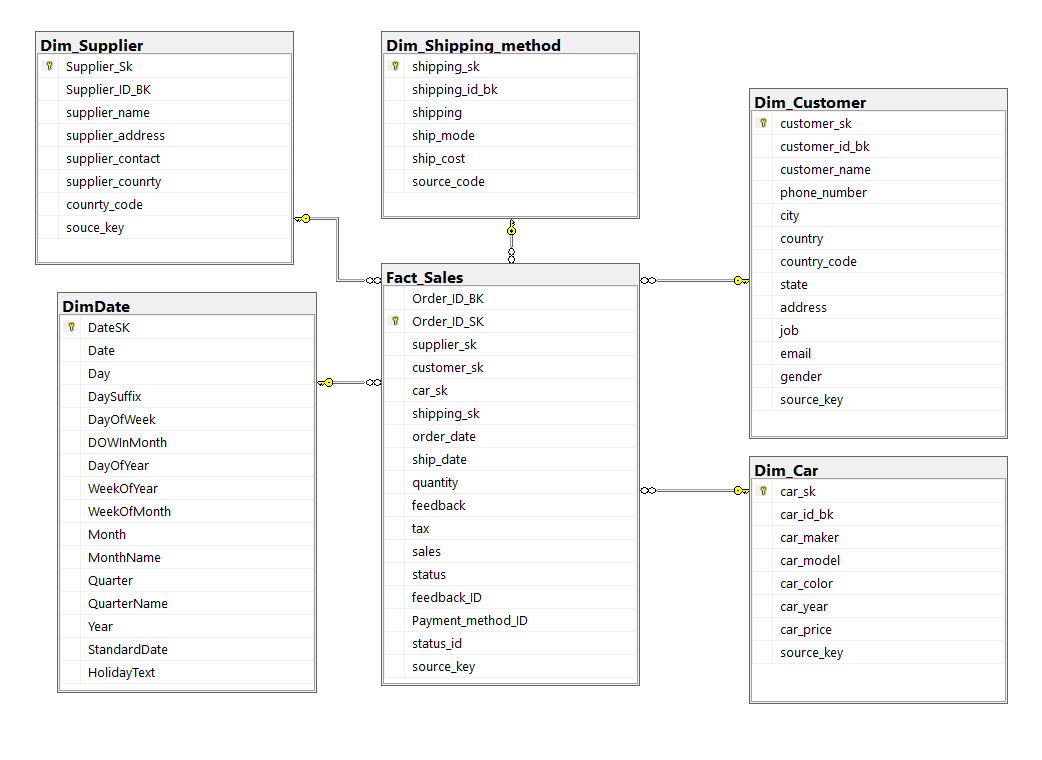 Dim_Supplier
Supplier_Sk
Supplier_ID_BK
supplier_name
supplier_address
supplier_contact
supplier_counrty
counrty_code
souce_key
Dim_Shipping_method
shipping_sk
shipping_id_bk
shipping
ship_mode
ship_cost
source_code
Dim_Customer
customer_sk
customer_id_bk
customer_name
phone_number
city
country
country_code
state
address
job
email
gender
source_key
DimDate
DateSK
Date
Day
DaySuffix
DayOfWeek
DOWInMonth
DayOfYear
WeekOfYear
WeekOfMonth
Month
MonthName
Quarter
QuarterName
Year
StandardDate
HolidayText
Fact_Sales
Order_ID_BK
Order_ID_SK
supplier_sk
customer_sk
car_sk
shipping_sk
order_date
ship_date
quantity
feedback
tax
sales
status
feedback_ID
Payment_method_ID
status_id
source_key
Dim_Car
car_sk
car_id_bk
car_maker
car_model
car_color
car_year
car_price
source_key